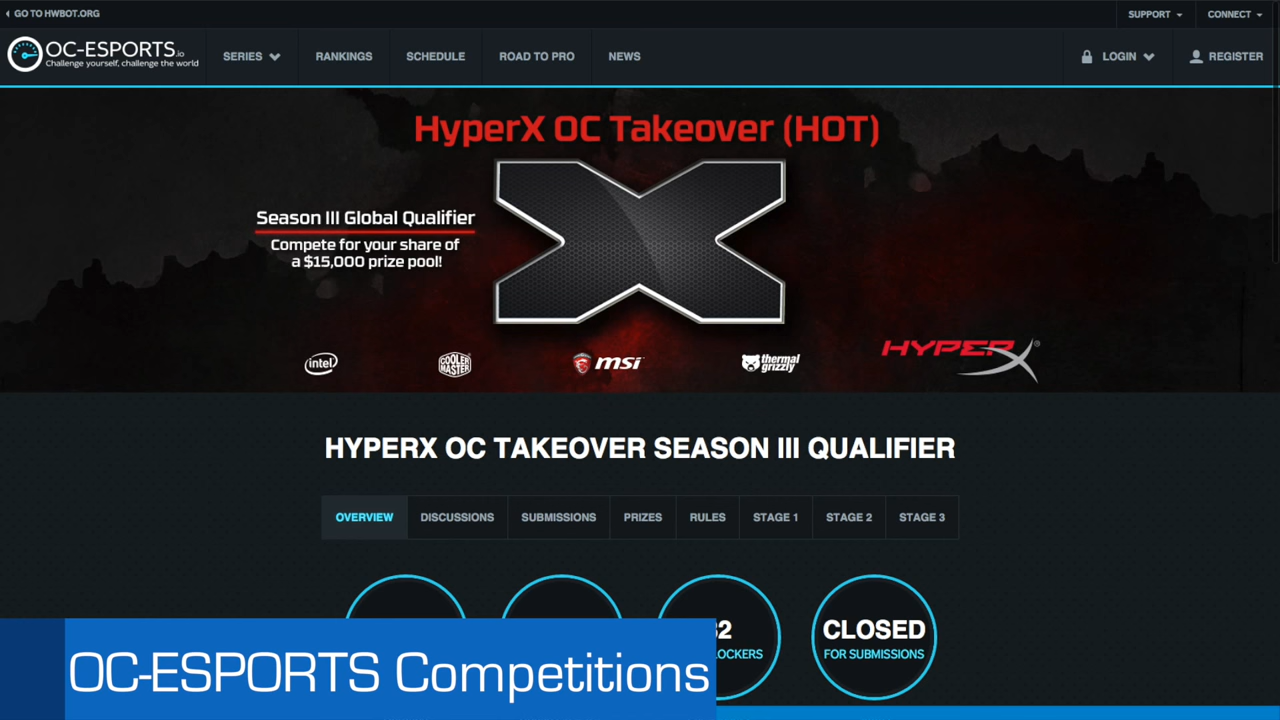 GO TO HWBOT.ORG
SUPPORT
CONNECT
OC-ESPORTS.io
Challenge yourself, challenge the world
SERIES
RANKINGS
SCHEDULE
ROAD TO PRO
NEWS
LOGIN
REGISTER
HyperX OC Takeover (HOT)
Season III Global Qualifier
Compete for your share of
a $15,000 prize pool!
intel
COOLER MASTER
msi
thermal
grizzly
HYPERX®
HYPERX OC TAKEOVER SEASON III QUALIFIER
OVERVIEW
DISCUSSIONS
SUBMISSIONS
PRIZES
RULES
STAGE 1
STAGE 2
STAGE 3
CLOSED
FOR SUBMISSIONS
OC-ESPORTS Competitions